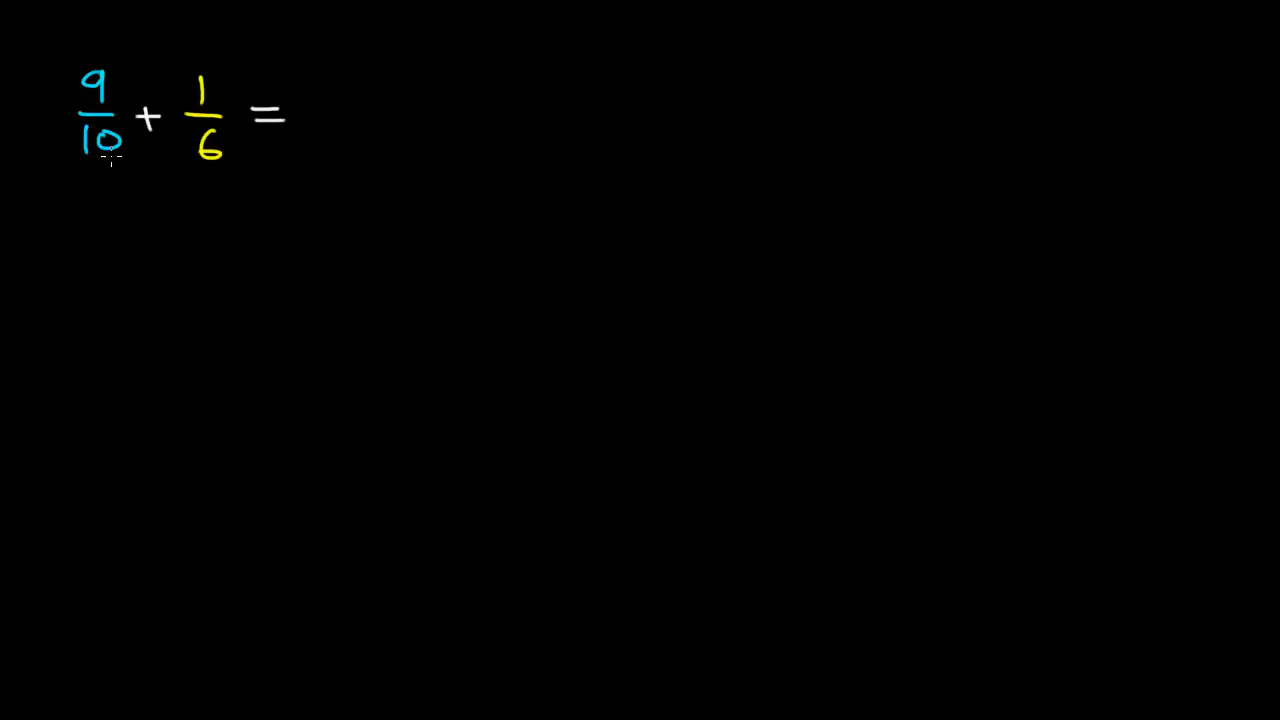 9/10 + 1/6 =